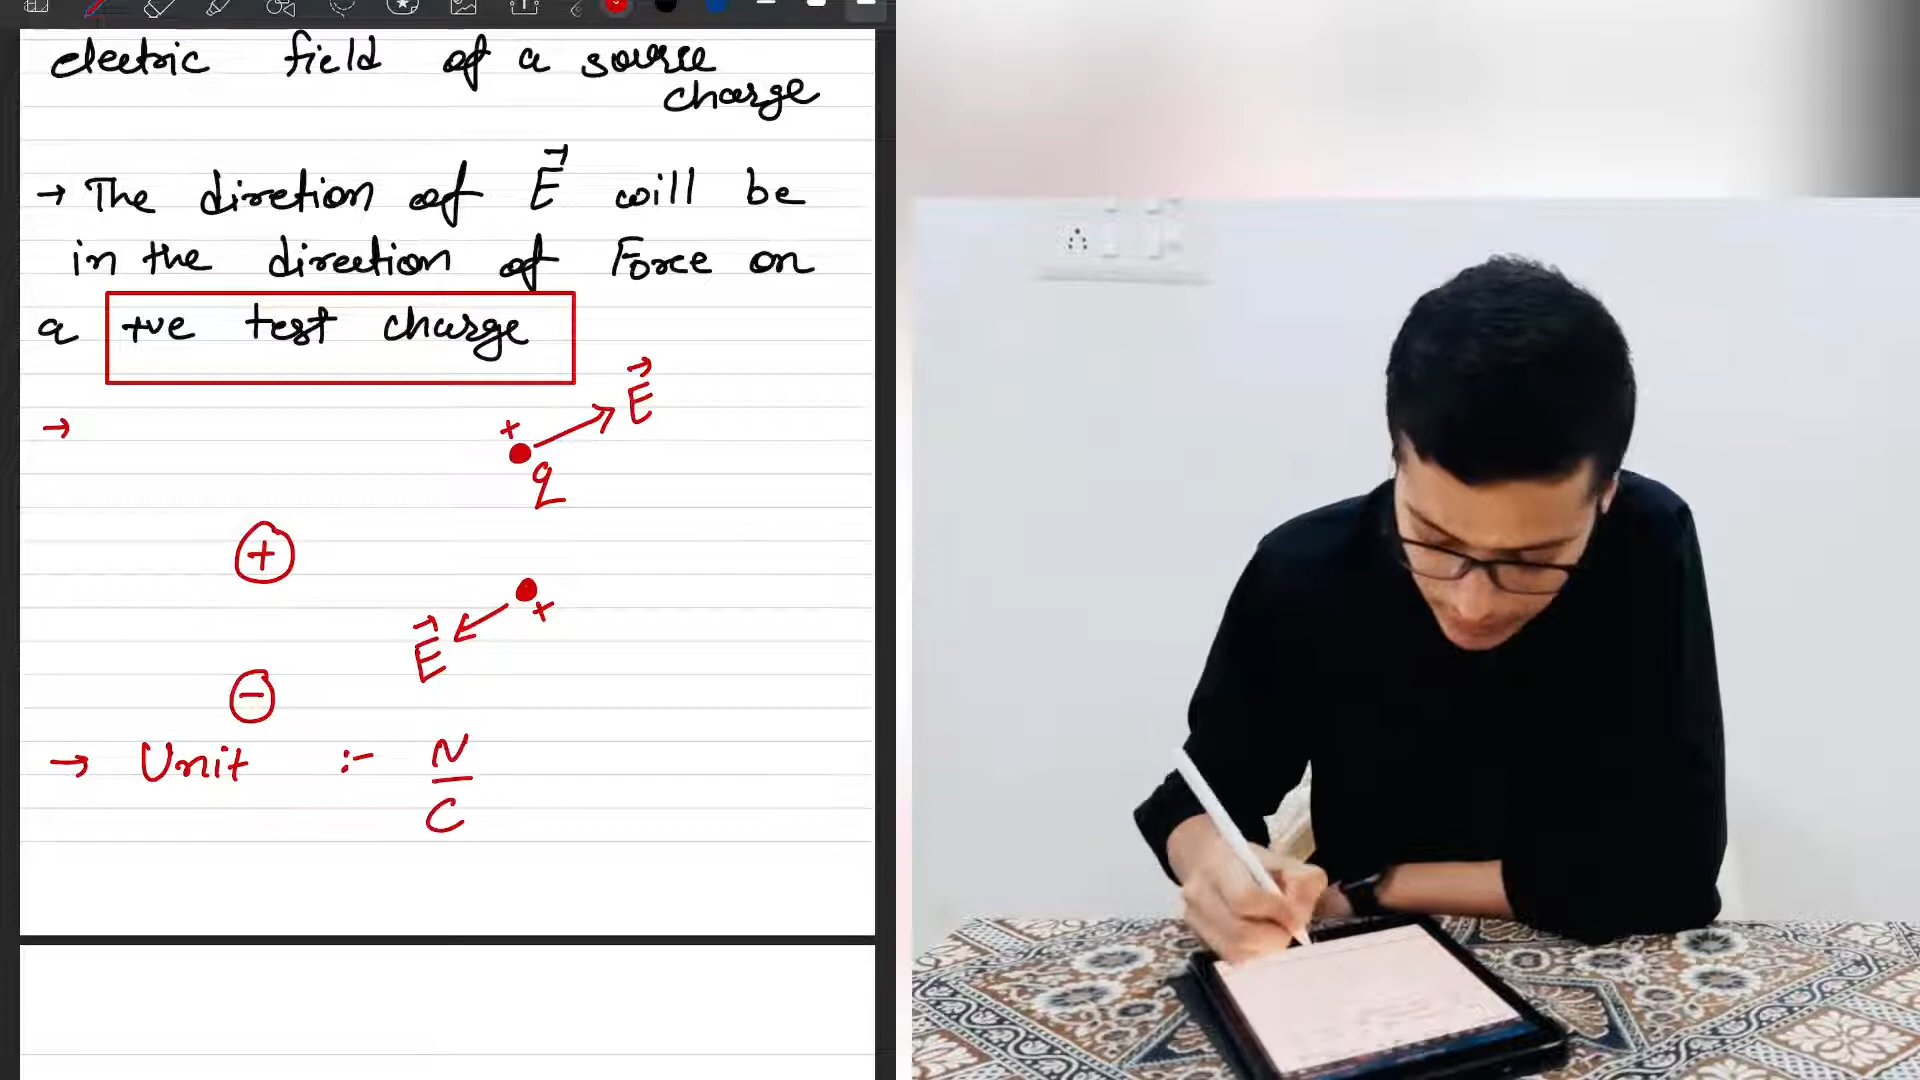 electric field of a source
charge
→ The diretion of E⃗ will be
in the direction of Force on
a +ve test charge
→
E⃗
+
q
+
+
E⃗
-
→ Unit :- N
C